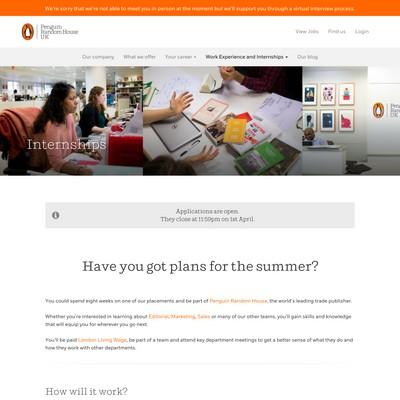 We're sorry that we're not able to meet you in person at the moment but we'll support you through a virtual interview process.
Penguin
Random House
UK
View Jobs
Find us
Login
Our company
What we offer
Your career
Work Experience and Internships
Our blog
Internships
Penguin
Random House
UK
Applications are open.
They close at 11:59pm on 1st April.
Have you got plans for the summer?
You could spend eight weeks on one of our placements and be part of Penguin Random House, the world's leading trade publisher.
Whether you're interested in learning about Editorial, Marketing, Sales or many of our other teams, you'll gain skills and knowledge
that will equip you for wherever you go next.
You'll be paid London Living Wage, be part of a team and attend key department meetings to get a better sense of what they do and
how they work with other departments.
How will it work?